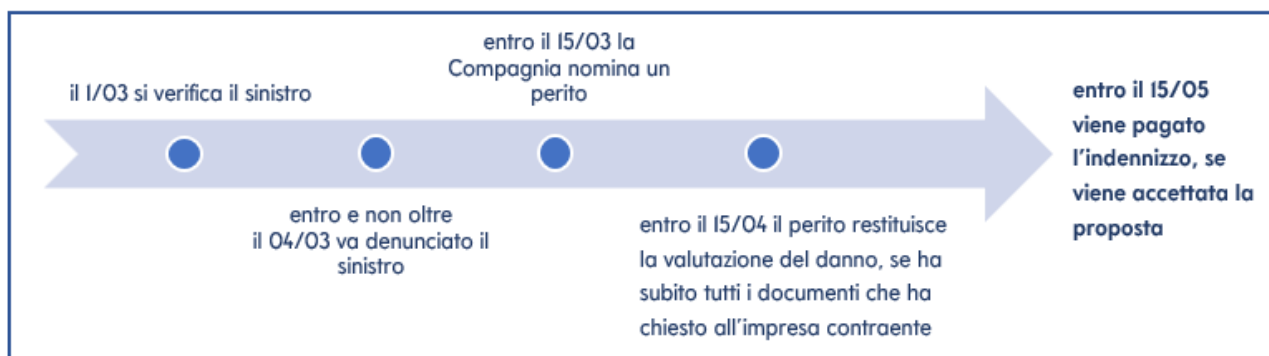 il 1/03 si verifica il sinistro
entro e non oltre
il 04/03 va denunciato il
sinistro
entro il 15/03 la
Compagnia nomina un
perito
entro il 15/04 il perito restituisce
la valutazione del danno, se ha
subito tutti i documenti che ha
chiesto all'impresa contraente
entro il 15/05
viene pagato
l'indennizzo, se
viene accettata la
proposta